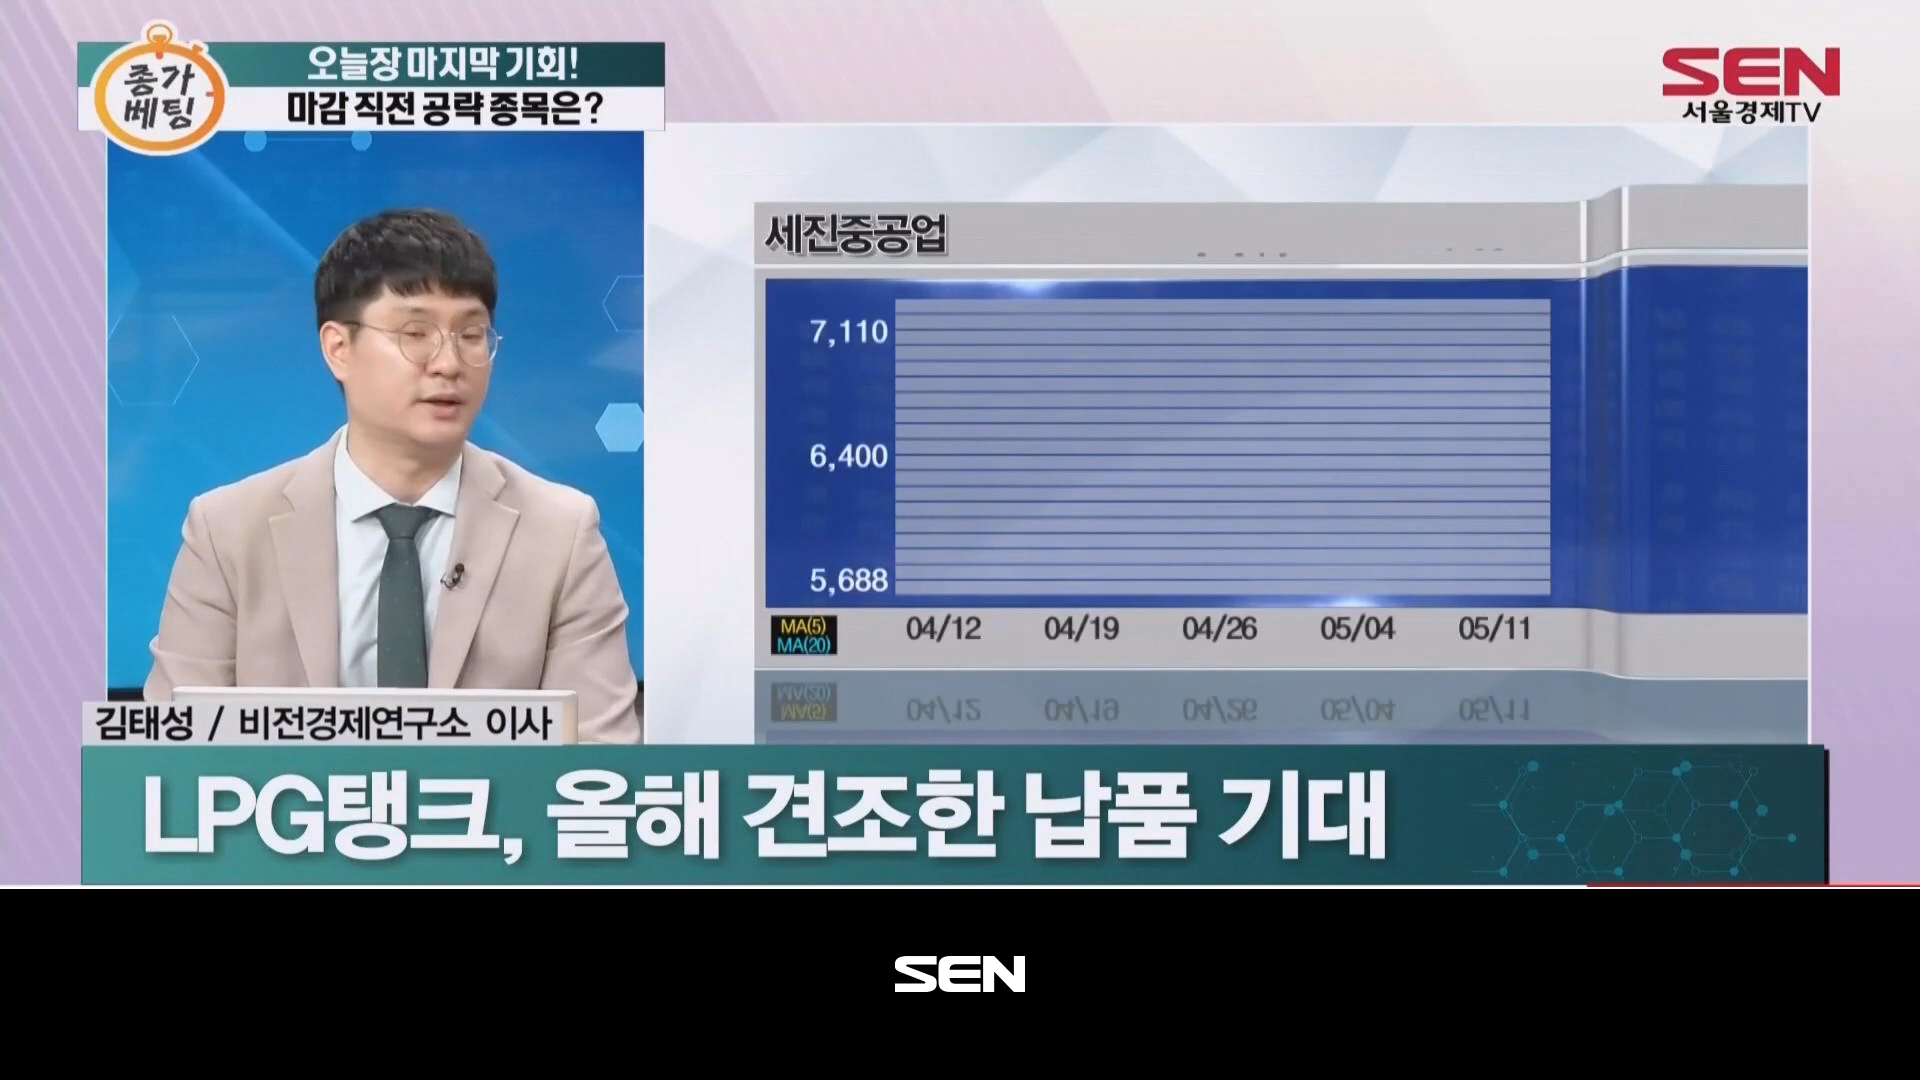 종가
베팅
오늘장 마지막 기회!
마감 직전 공략 종목은?
SEN
서울경제TV
세진중공업
7,110
6,400
5,688
MA(5)
MA(20)
04/12 04/19 04/26 05/04 05/11
김태성 / 비전경제연구소 이사
LPG탱크, 올해 견조한 납품 기대
SEN